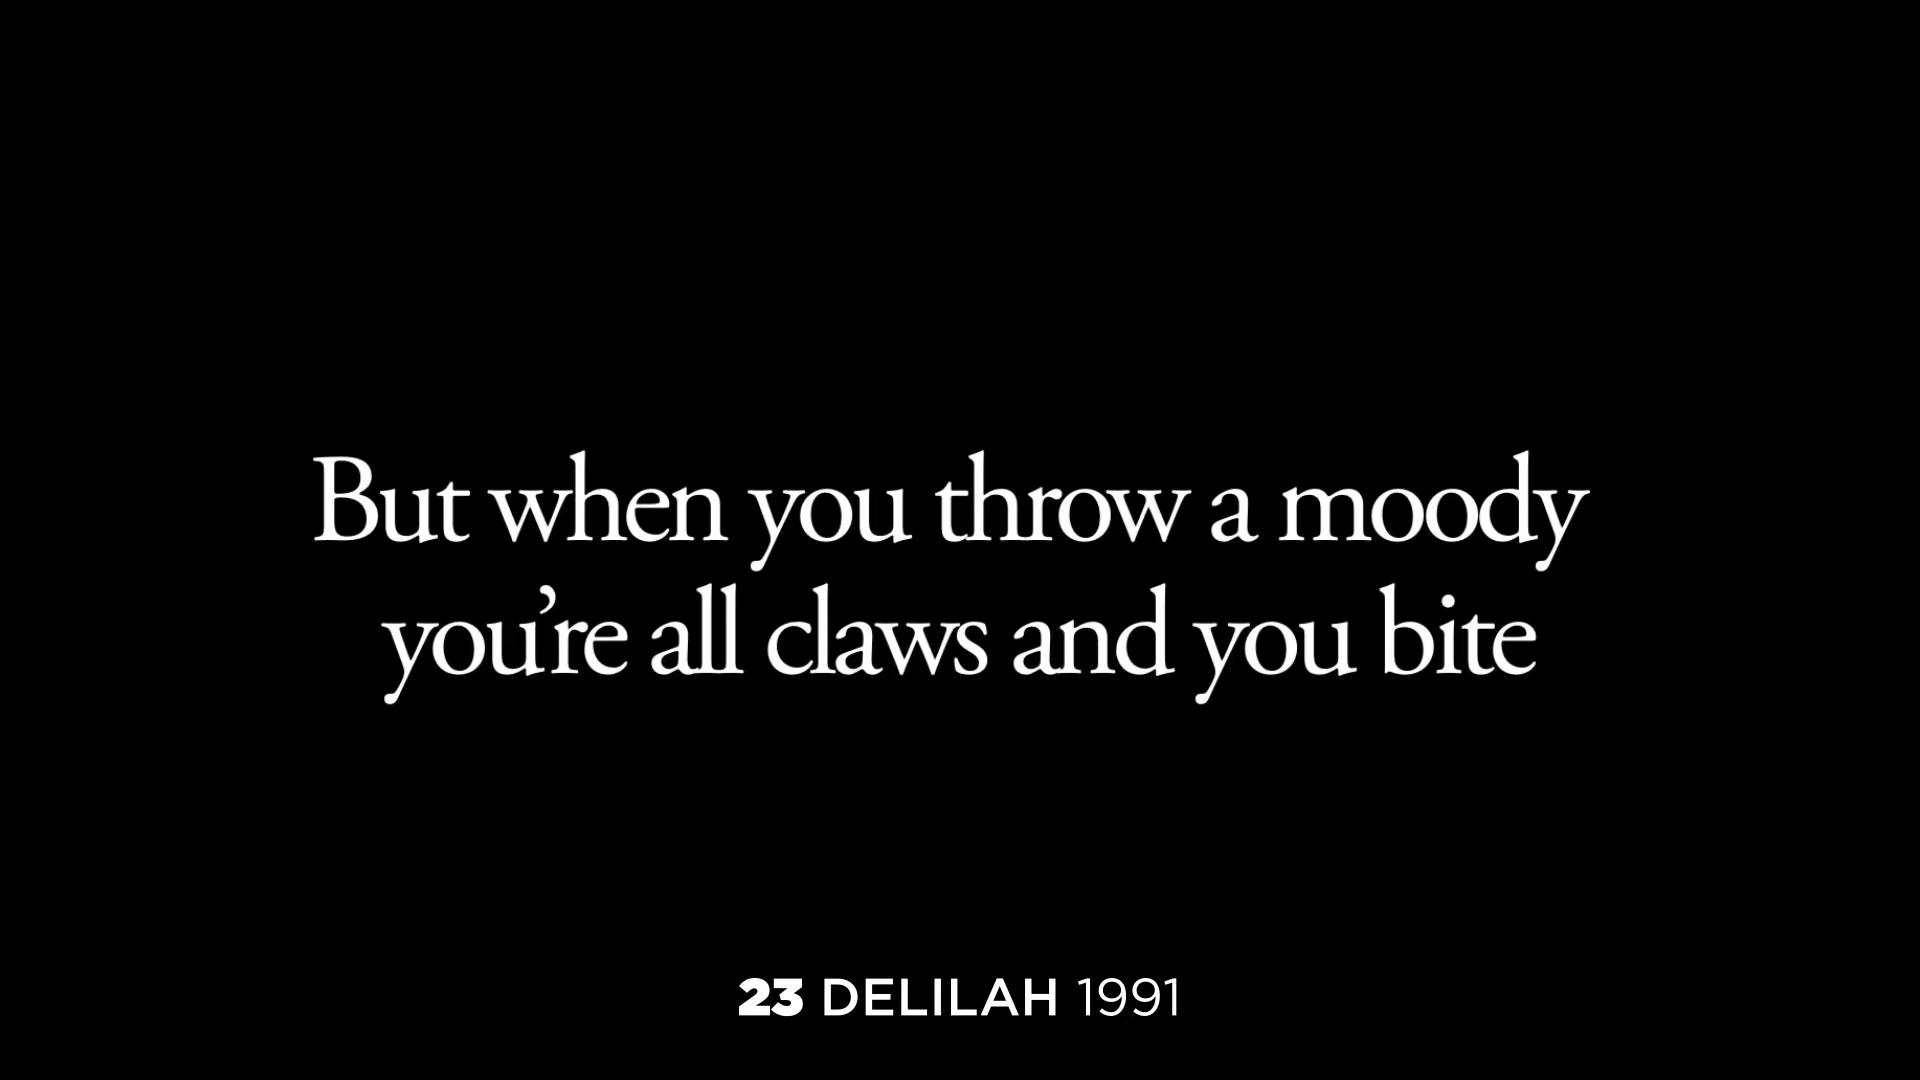 But when you throw a moody
you’re all claws and you bite
23 DELILAH 1991